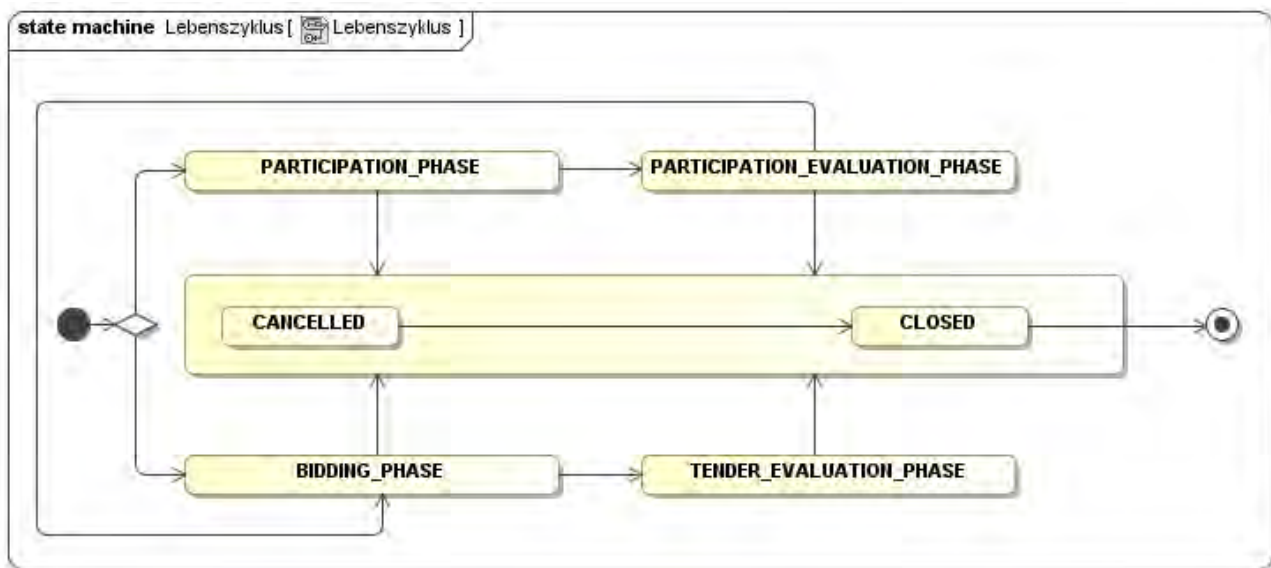 state machine Lebenszyklus [ Lebenszyklus ]
PARTICIPATION_PHASE
PARTICIPATION_EVALUATION_PHASE
CANCELLED
CLOSED
BIDDING_PHASE
TENDER_EVALUATION_PHASE